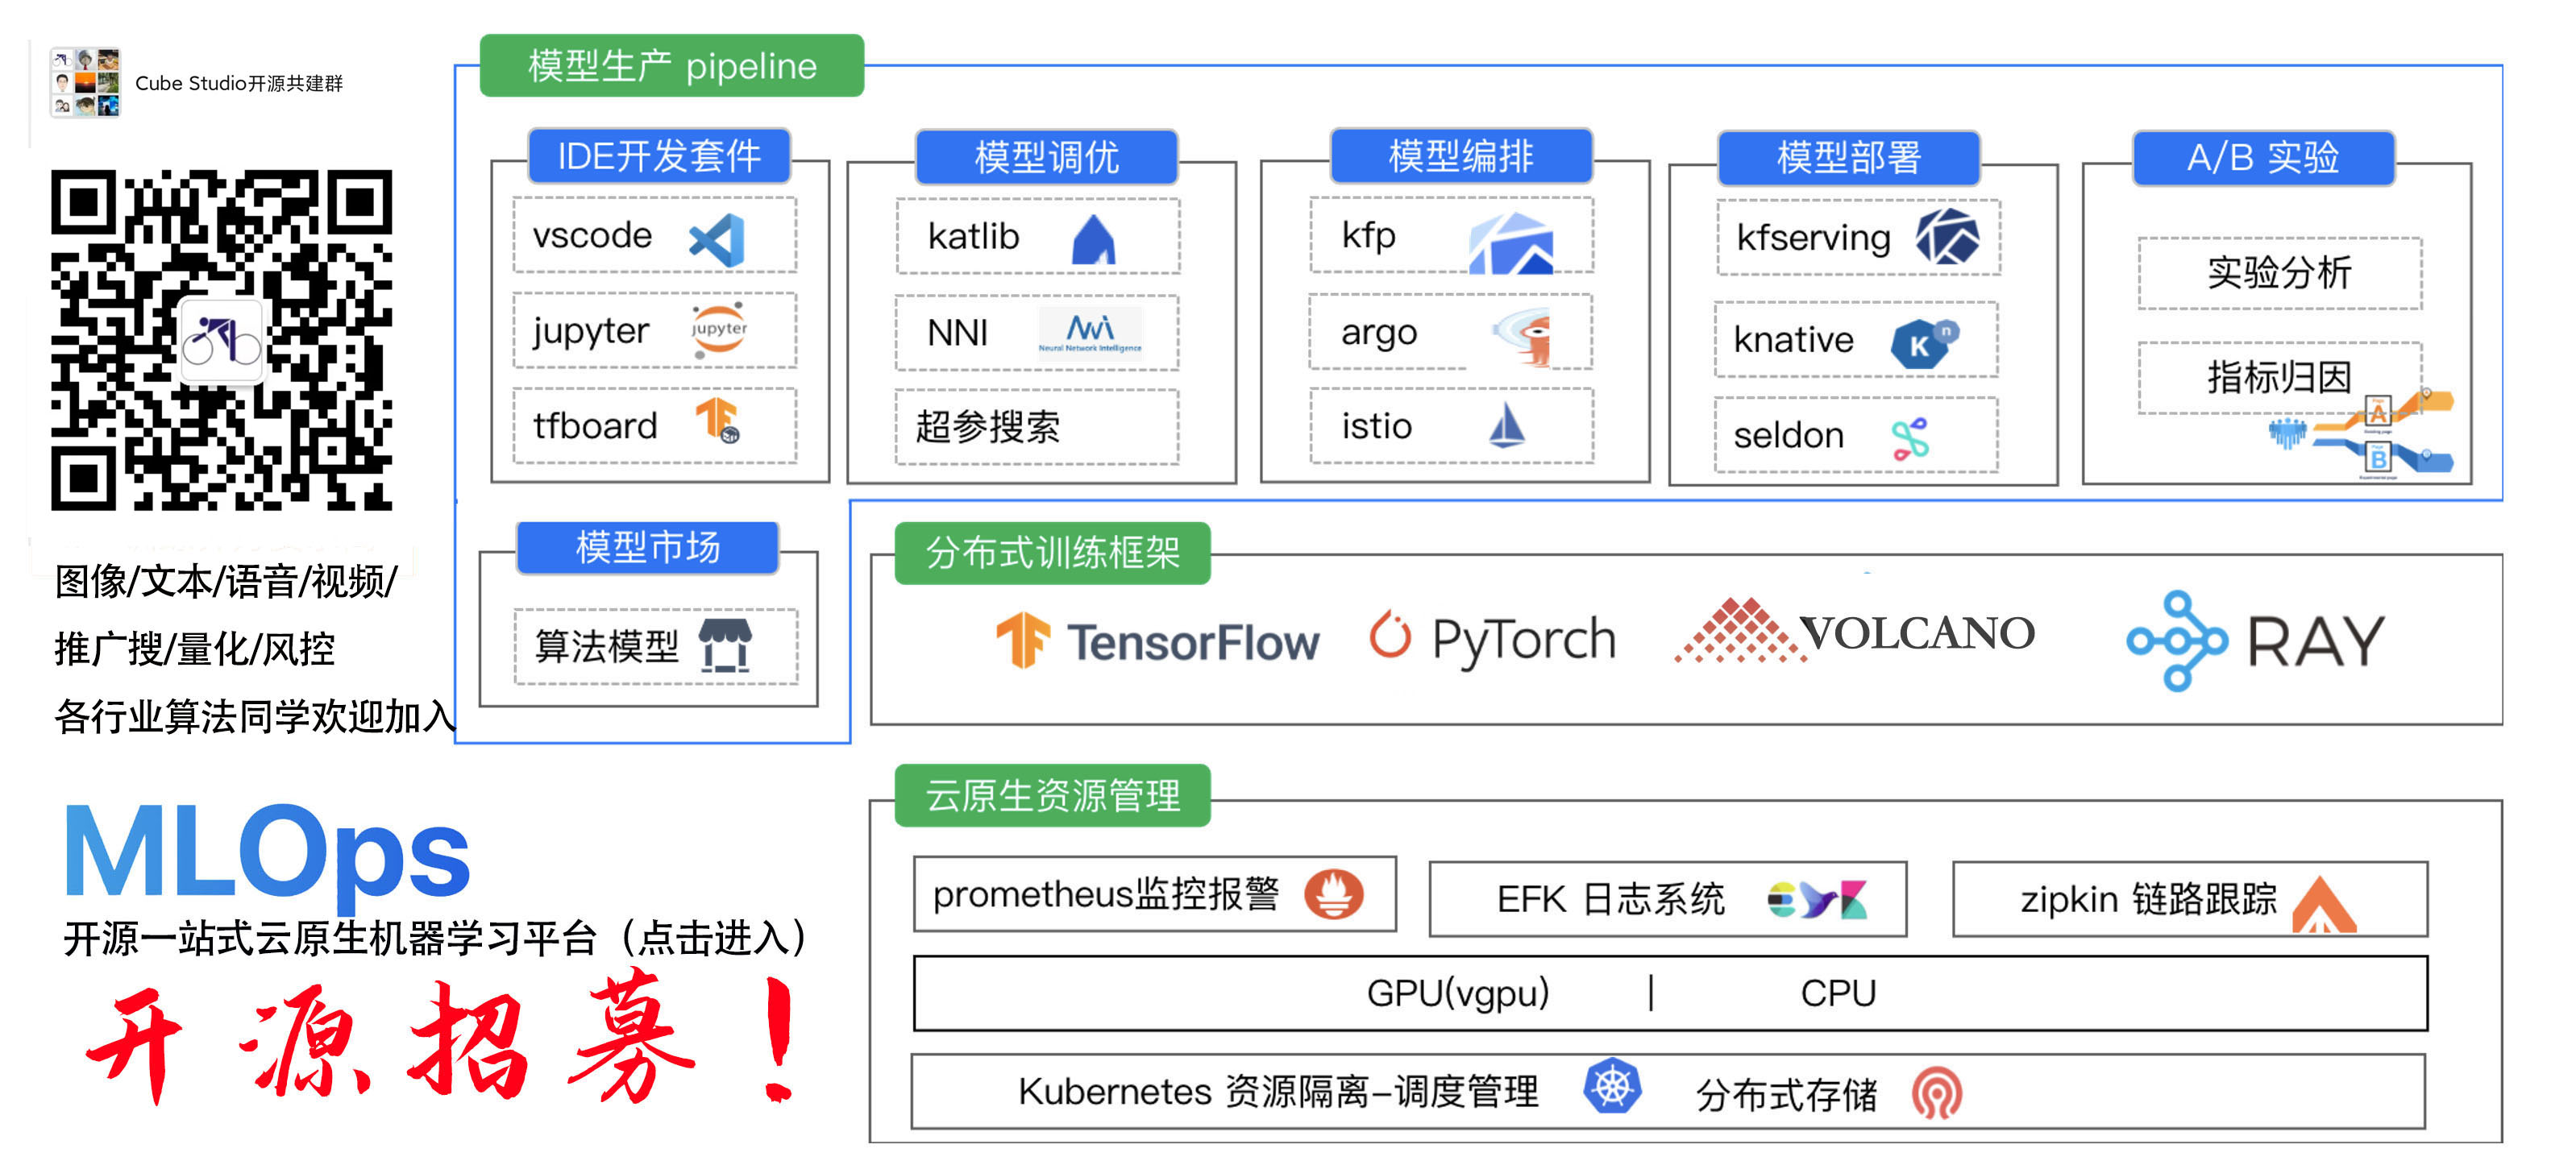 Cube Studio开源共建群
图像/文本/语音/视频/
推广搜/量化/风控
各行业算法同学欢迎加入
MLOps
开源一站式云原生机器学习平台（点击进入）
开源招募！
模型生产 pipeline
IDE开发套件
vscode
jupyter
jupyter
tfboard
模型调优
katlib
NNI
NNI
Neural Network Intelligence
超参搜索
模型编排
kfp
argo
istio
模型部署
kfserving
knative
K
n
seldon
A/B 实验
实验分析
指标归因
A
B
模型市场
算法模型
分布式训练框架
TensorFlow
PyTorch
VOLCANO
RAY
云原生资源管理
prometheus监控报警
EFK 日志系统
zipkin 链路跟踪
GPU(vgpu) | CPU
Kubernetes 资源隔离-调度管理
分布式存储